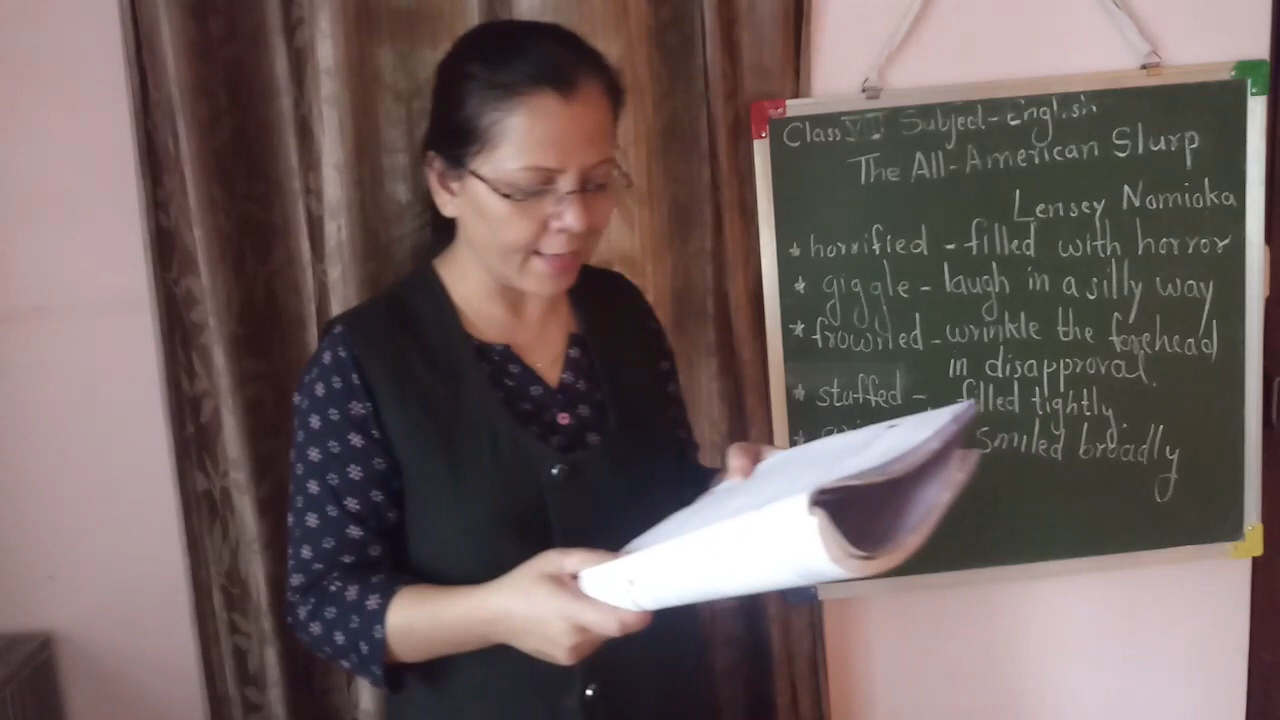 Class VII Subject-English
The All-American Slurp
Lensey Namioka
* horrified - filled with horror
* giggle - laugh in a silly way
* frowned - wrinkle the forehead
in disapproval.
* stuffed - filled tightly.
* smiled broadly